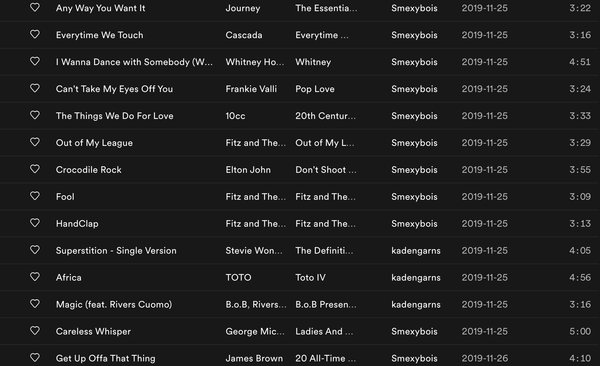 Any Way You Want It Journey The Essentia... Smexybois 2019-11-25 3:22
Everytime We Touch Cascada Everytime ... Smexybois 2019-11-25 3:16
I Wanna Dance with Somebody (W... Whitney Ho... Whitney Smexybois 2019-11-25 4:51
Can't Take My Eyes Off You Frankie Valli Pop Love Smexybois 2019-11-25 3:24
The Things We Do For Love 10cc 20th Centur... Smexybois 2019-11-25 3:33
Out of My League Fitz and The... Out of My L... Smexybois 2019-11-25 3:29
Crocodile Rock Elton John Don't Shoot ... Smexybois 2019-11-25 3:55
Fool Fitz and The... Fitz and The... Smexybois 2019-11-25 3:09
HandClap Fitz and The... Fitz and The... Smexybois 2019-11-25 3:13
Superstition - Single Version Stevie Won... The Definiti... kadengarns 2019-11-25 4:05
Africa TOTO Toto IV kadengarns 2019-11-25 4:56
Magic (feat. Rivers Cuomo) B.o.B, Rivers... B.o.B Presen... kadengarns 2019-11-25 3:16
Careless Whisper George Mic... Ladies And ... Smexybois 2019-11-25 5:00
Get Up Offa That Thing James Brown 20 All-Time ... Smexybois 2019-11-26 4:10